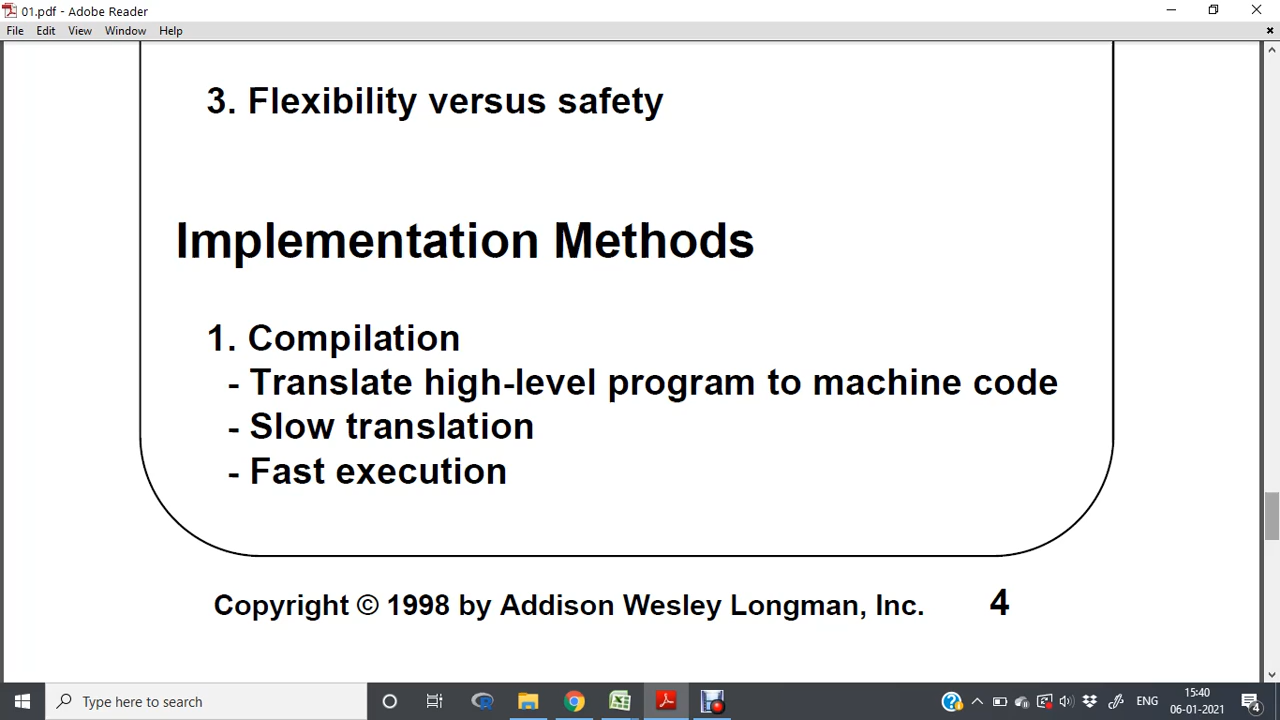 01.pdf - Adobe Reader
File Edit View Window Help
3. Flexibility versus safety
Implementation Methods
1. Compilation
- Translate high-level program to machine code
- Slow translation
- Fast execution
Copyright © 1998 by Addison Wesley Longman, Inc. 4
Type here to search
ENG
15:40
06-01-2021
4